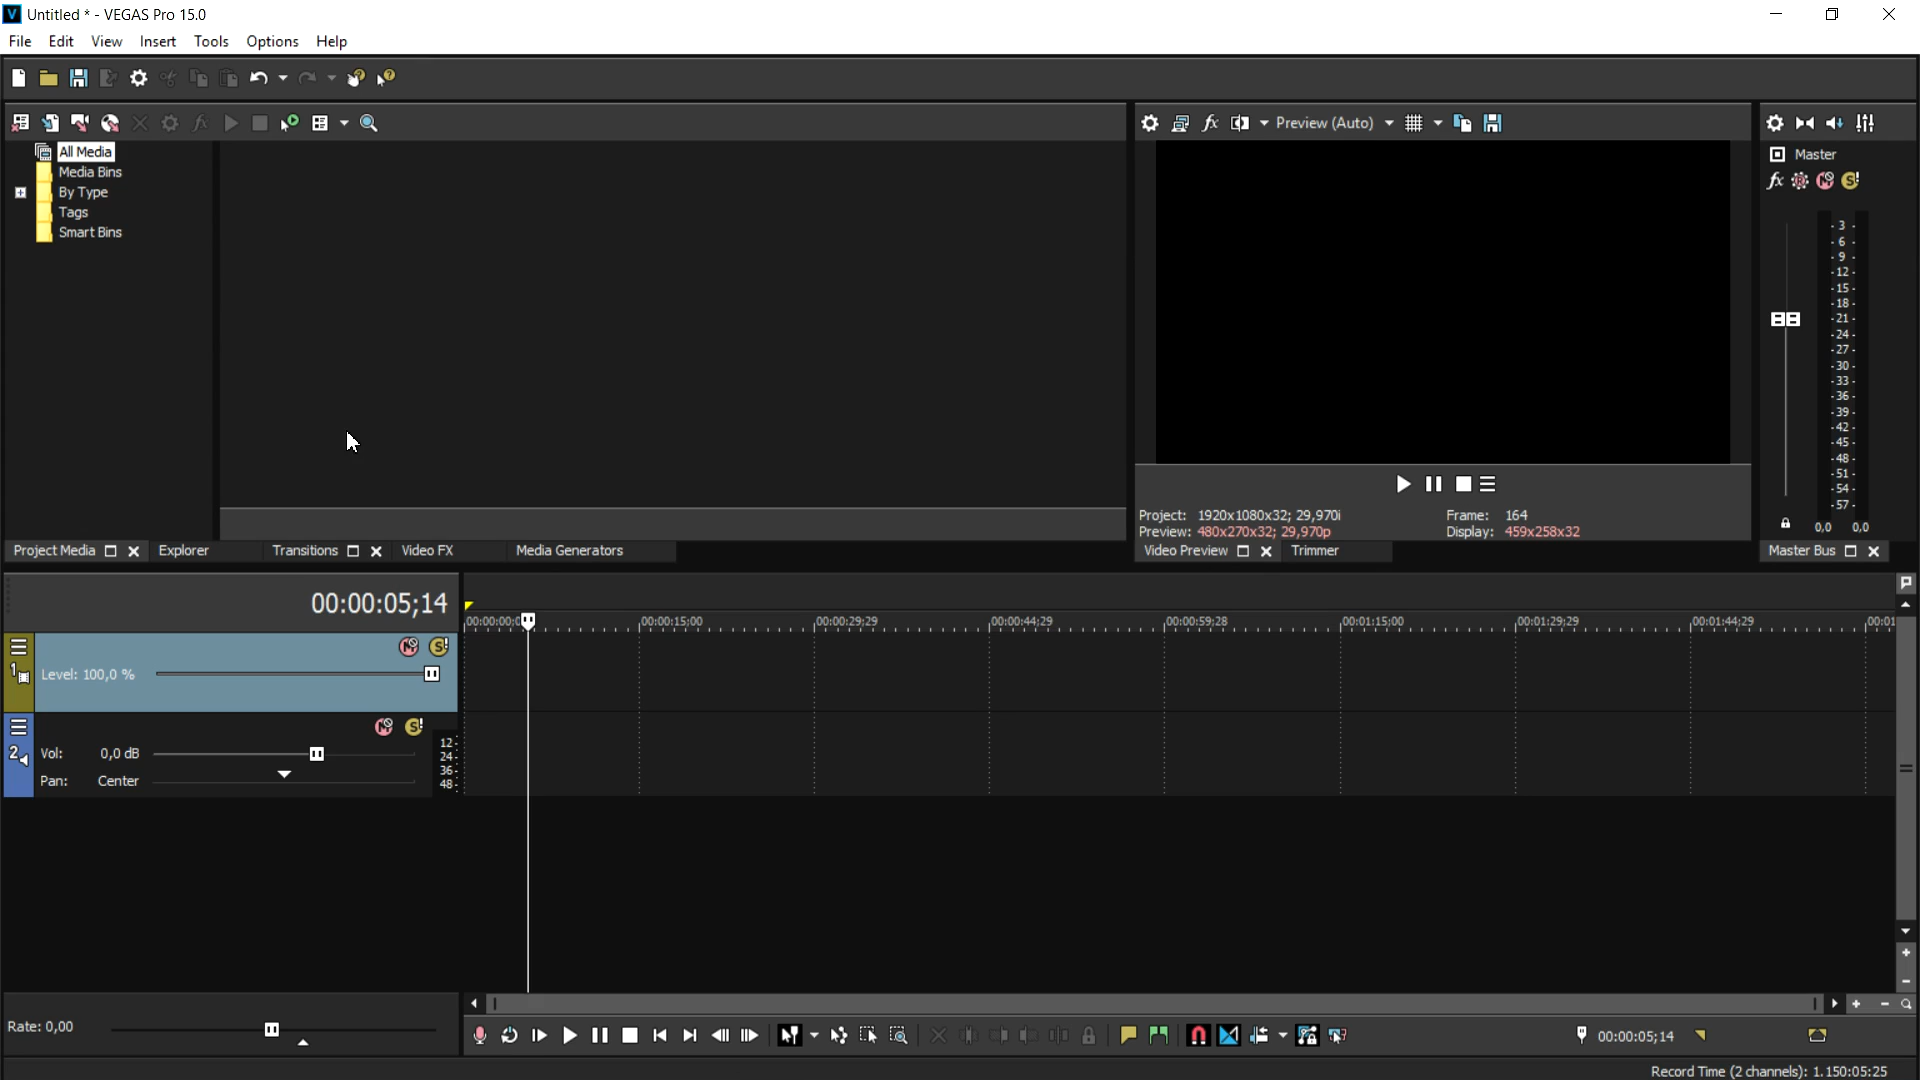 Untitled * - VEGAS Pro 15.0
File Edit View Insert Tools Options Help
Preview (Auto)
All Media
Media Bins
By Type
Tags
Smart Bins
Master
-3-
-6-
-9-
-12-
-15-
-18-
-21-
-24-
-27-
-30-
-33-
-36-
-39-
-42-
-45-
-48-
-51-
-54-
-57-
0,0 0,0
Project: 1920x1080x32; 29,970i
Frame: 164
Preview: 480x270x32; 29,970p
Display: 459x258x32
Project Media Explorer Transitions Video FX Media Generators
Video Preview Trimmer
Master Bus
00:00:05;14
00:00:15;00 00:00:29;29 00:00:44;29 00:00:59;28 00:01:15;00 00:01:29;29 00:01:44;29
1
Level: 100,0 %
2
Vol: 0,0 dB
Pan: Center
12-
24-
36-
48-
Rate: 0,00
00:00:05;14
Record Time (2 channels): 1.150:05:25